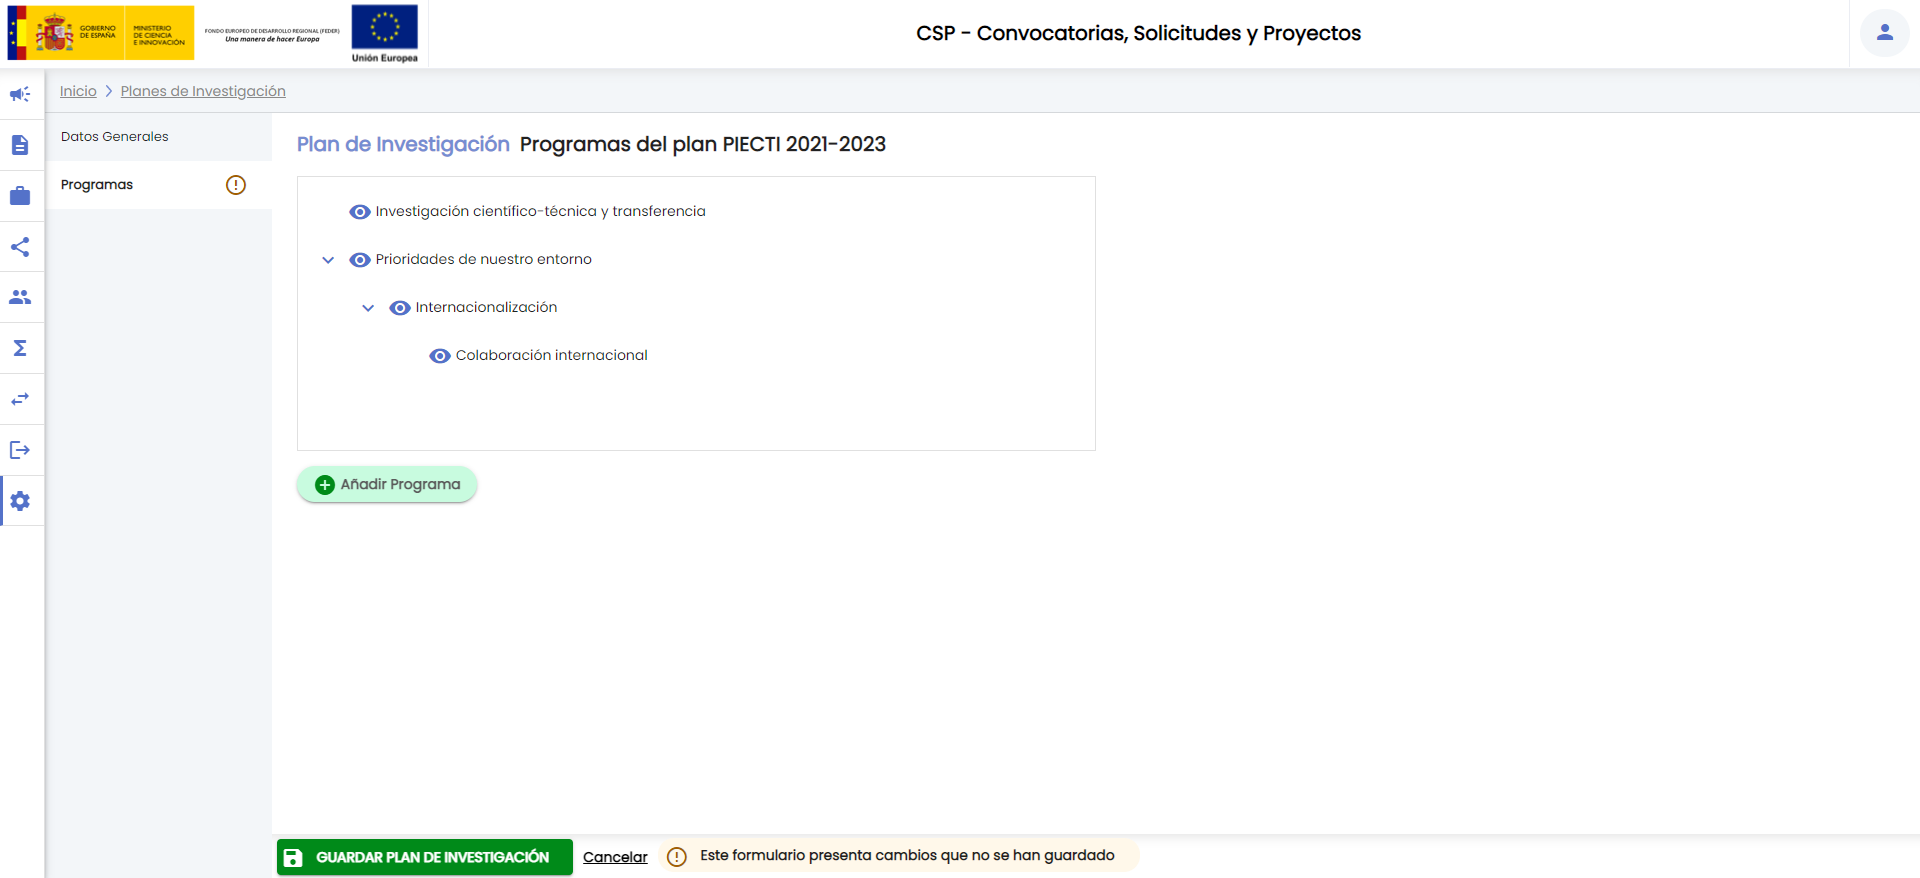 GOBIERNO
DE ESPAÑA
MINISTERIO
DE CIENCIA
E INNOVACIÓN
FONDO EUROPEO DE DESARROLLO REGIONAL (FEDER)
Una manera de hacer Europa
Unión Europea
CSP - Convocatorias, Solicitudes y Proyectos
Inicio
Planes de Investigación
Datos Generales
Programas
Plan de Investigación Programas del plan PIECTI 2021-2023
Investigación científico-técnica y transferencia
Prioridades de nuestro entorno
Internacionalización
Colaboración internacional
Añadir Programa
GUARDAR PLAN DE INVESTIGACIÓN
Cancelar
Este formulario presenta cambios que no se han guardado